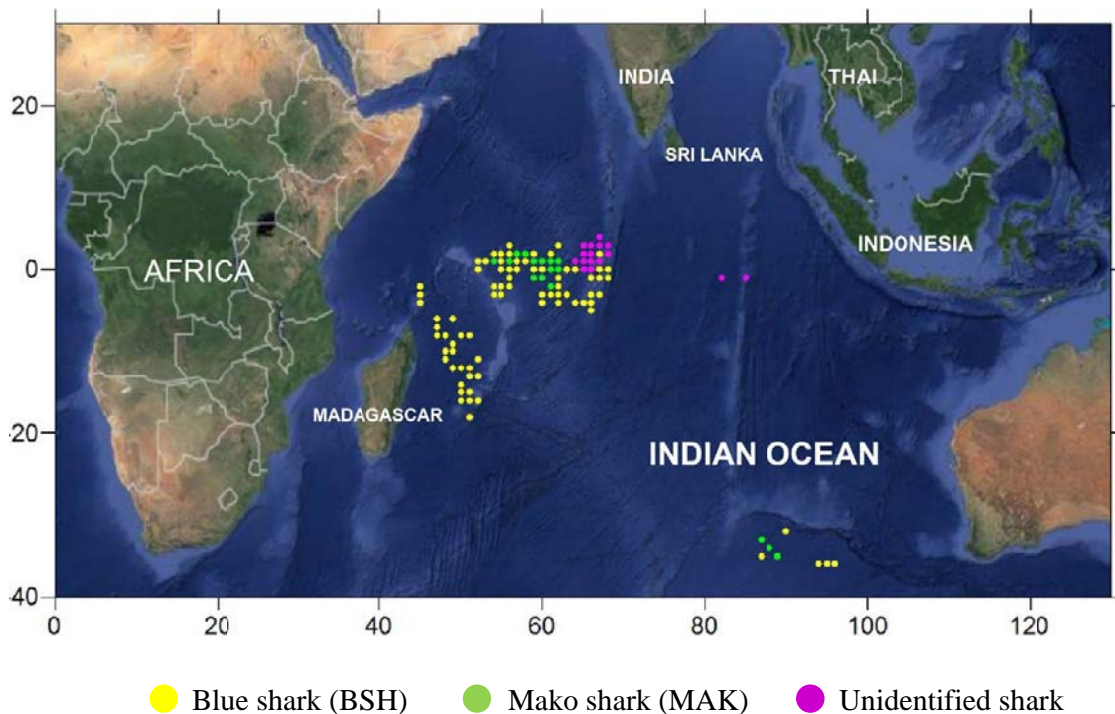 INDIA
THAI
20
SRI LANKA
INDONESIA
AFRICA
0
MADAGASCAR
20
INDIAN OCEAN
40
0 20 40 60 80 100 120
Blue shark (BSH) Mako shark (MAK) Unidentified shark